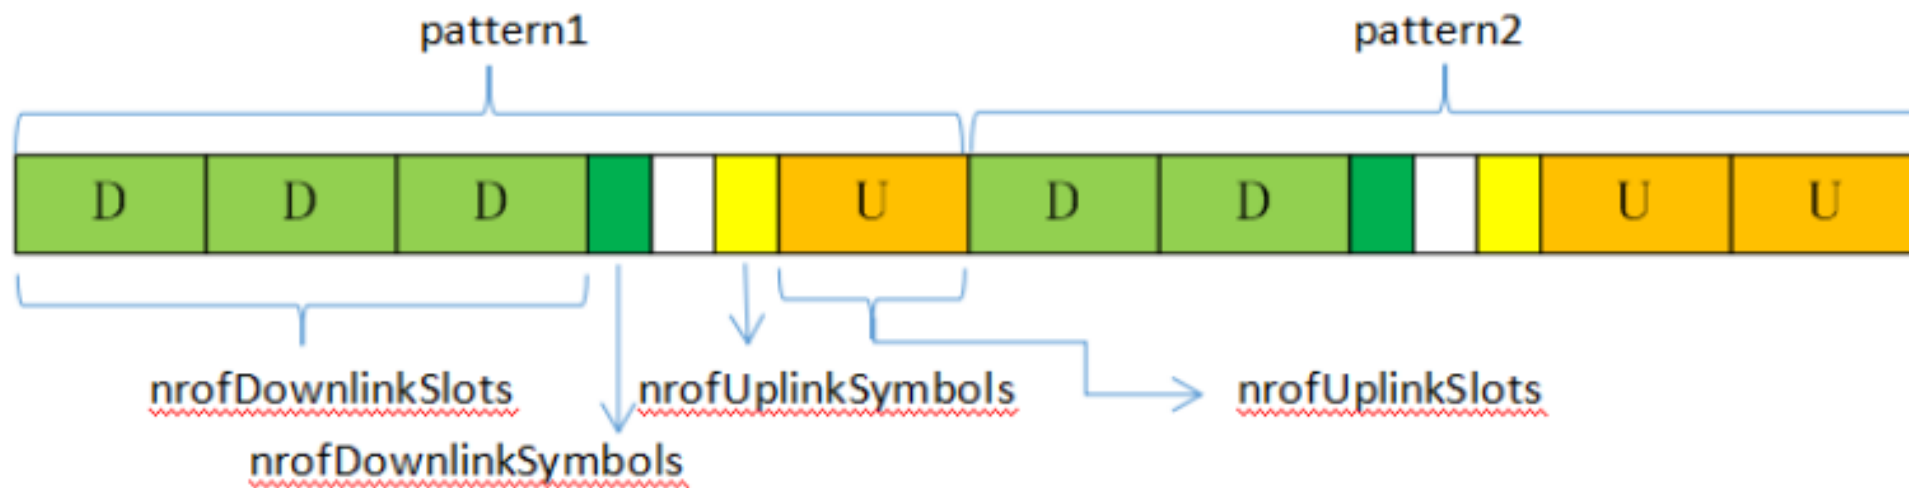 pattern1 pattern2
D D D U D D U U
nrofDownlinkSlots nrofUplinkSymbols nrofUplinkSlots
nrofDownlinkSymbols